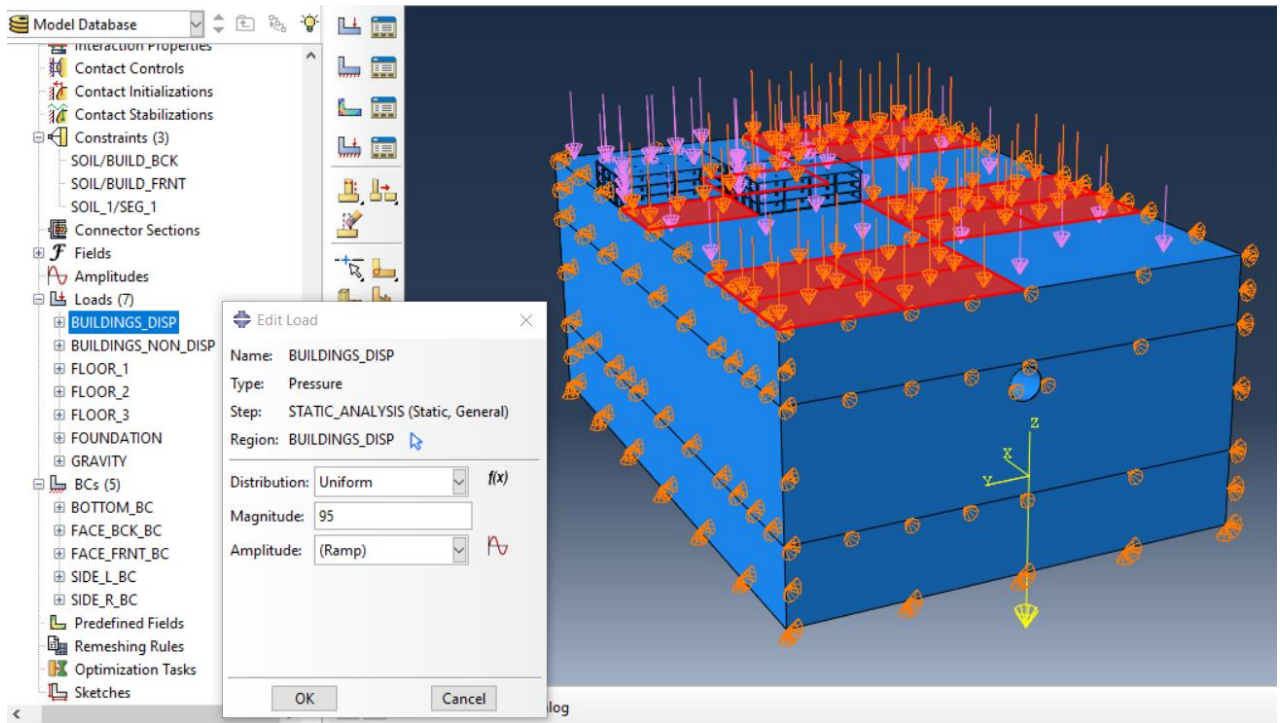 Model Database
Interaction Properties
Contact Controls
Contact Initializations
Contact Stabilizations
Constraints (3)
SOIL/BUILD_BCK
SOIL/BUILD_FRNT
SOIL_1/SEG_1
Connector Sections
Fields
Amplitudes
Loads (7)
BUILDINGS_DISP
BUILDINGS_NON_DISP
FLOOR_1
FLOOR_2
FLOOR_3
FOUNDATION
GRAVITY
BCs (5)
BOTTOM_BC
FACE_BCK_BC
FACE_FRNT_BC
SIDE_L_BC
SIDE_R_BC
Predefined Fields
Remeshing Rules
Optimization Tasks
Sketches
Edit Load
Name: BUILDINGS_DISP
Type: Pressure
Step: STATIC_ANALYSIS (Static, General)
Region: BUILDINGS_DISP
Distribution: Uniform f(x)
Magnitude: 95
Amplitude: (Ramp)
OK Cancel
Z
X
Y
log